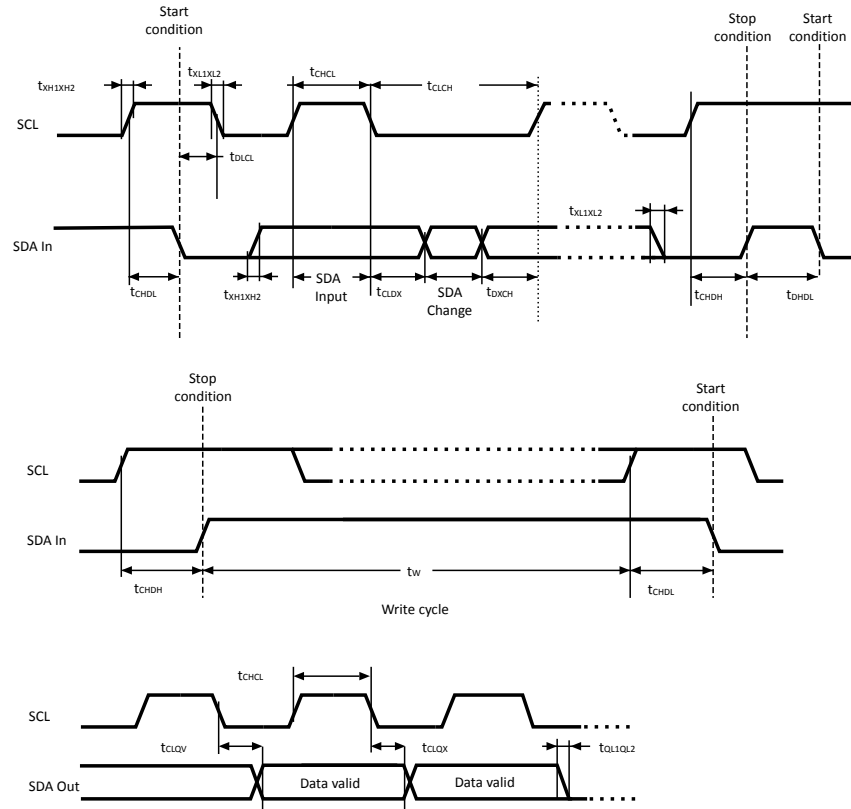 Start
condition
Stop
condition
Start
condition
tXH1XH2
tXL1XL2
tCHCL
tCLCH
SCL
tDLCL
tXL1XL2
SDA In
tCHDL
tXH1XH2
SDA
Input
tCLDX
SDA
Change
tDXCH
tCHDH
tDHDL
Stop
condition
Start
condition
SCL
SDA In
tCHDH
tW
tCHDL
Write cycle
tCHCL
SCL
tCLQV
tCLQX
tQL1QL2
SDA Out
Data valid
Data valid